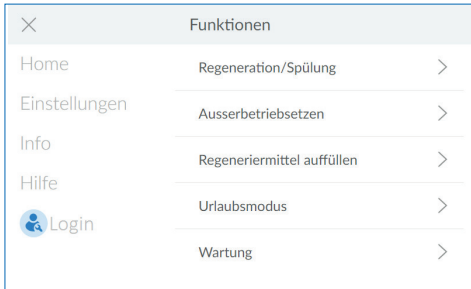 Funktionen
Home
Einstellungen
Info
Hilfe
Login
Regeneration/Spülung
Ausserbetriebsetzen
Regeneriermittel auffüllen
Urlaubsmodus
Wartung